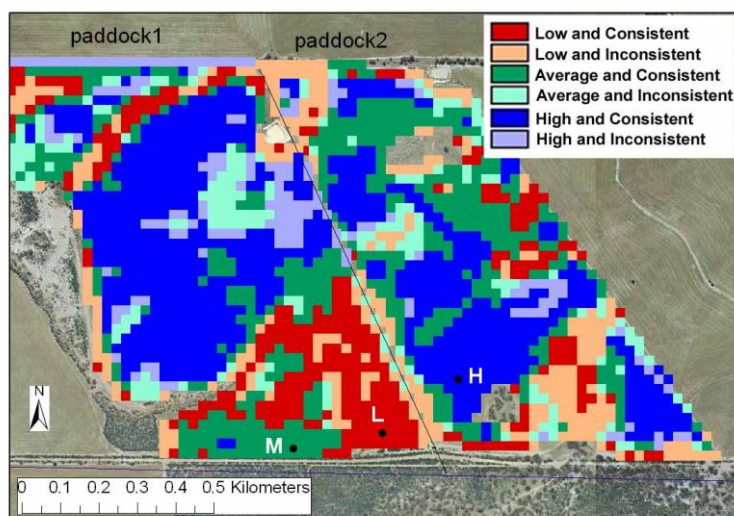 paddock1
paddock2
Low and Consistent
Low and Inconsistent
Average and Consistent
Average and Inconsistent
High and Consistent
High and Inconsistent
H
L
M
N
0 0.1 0.2 0.3 0.4 0.5 Kilometers